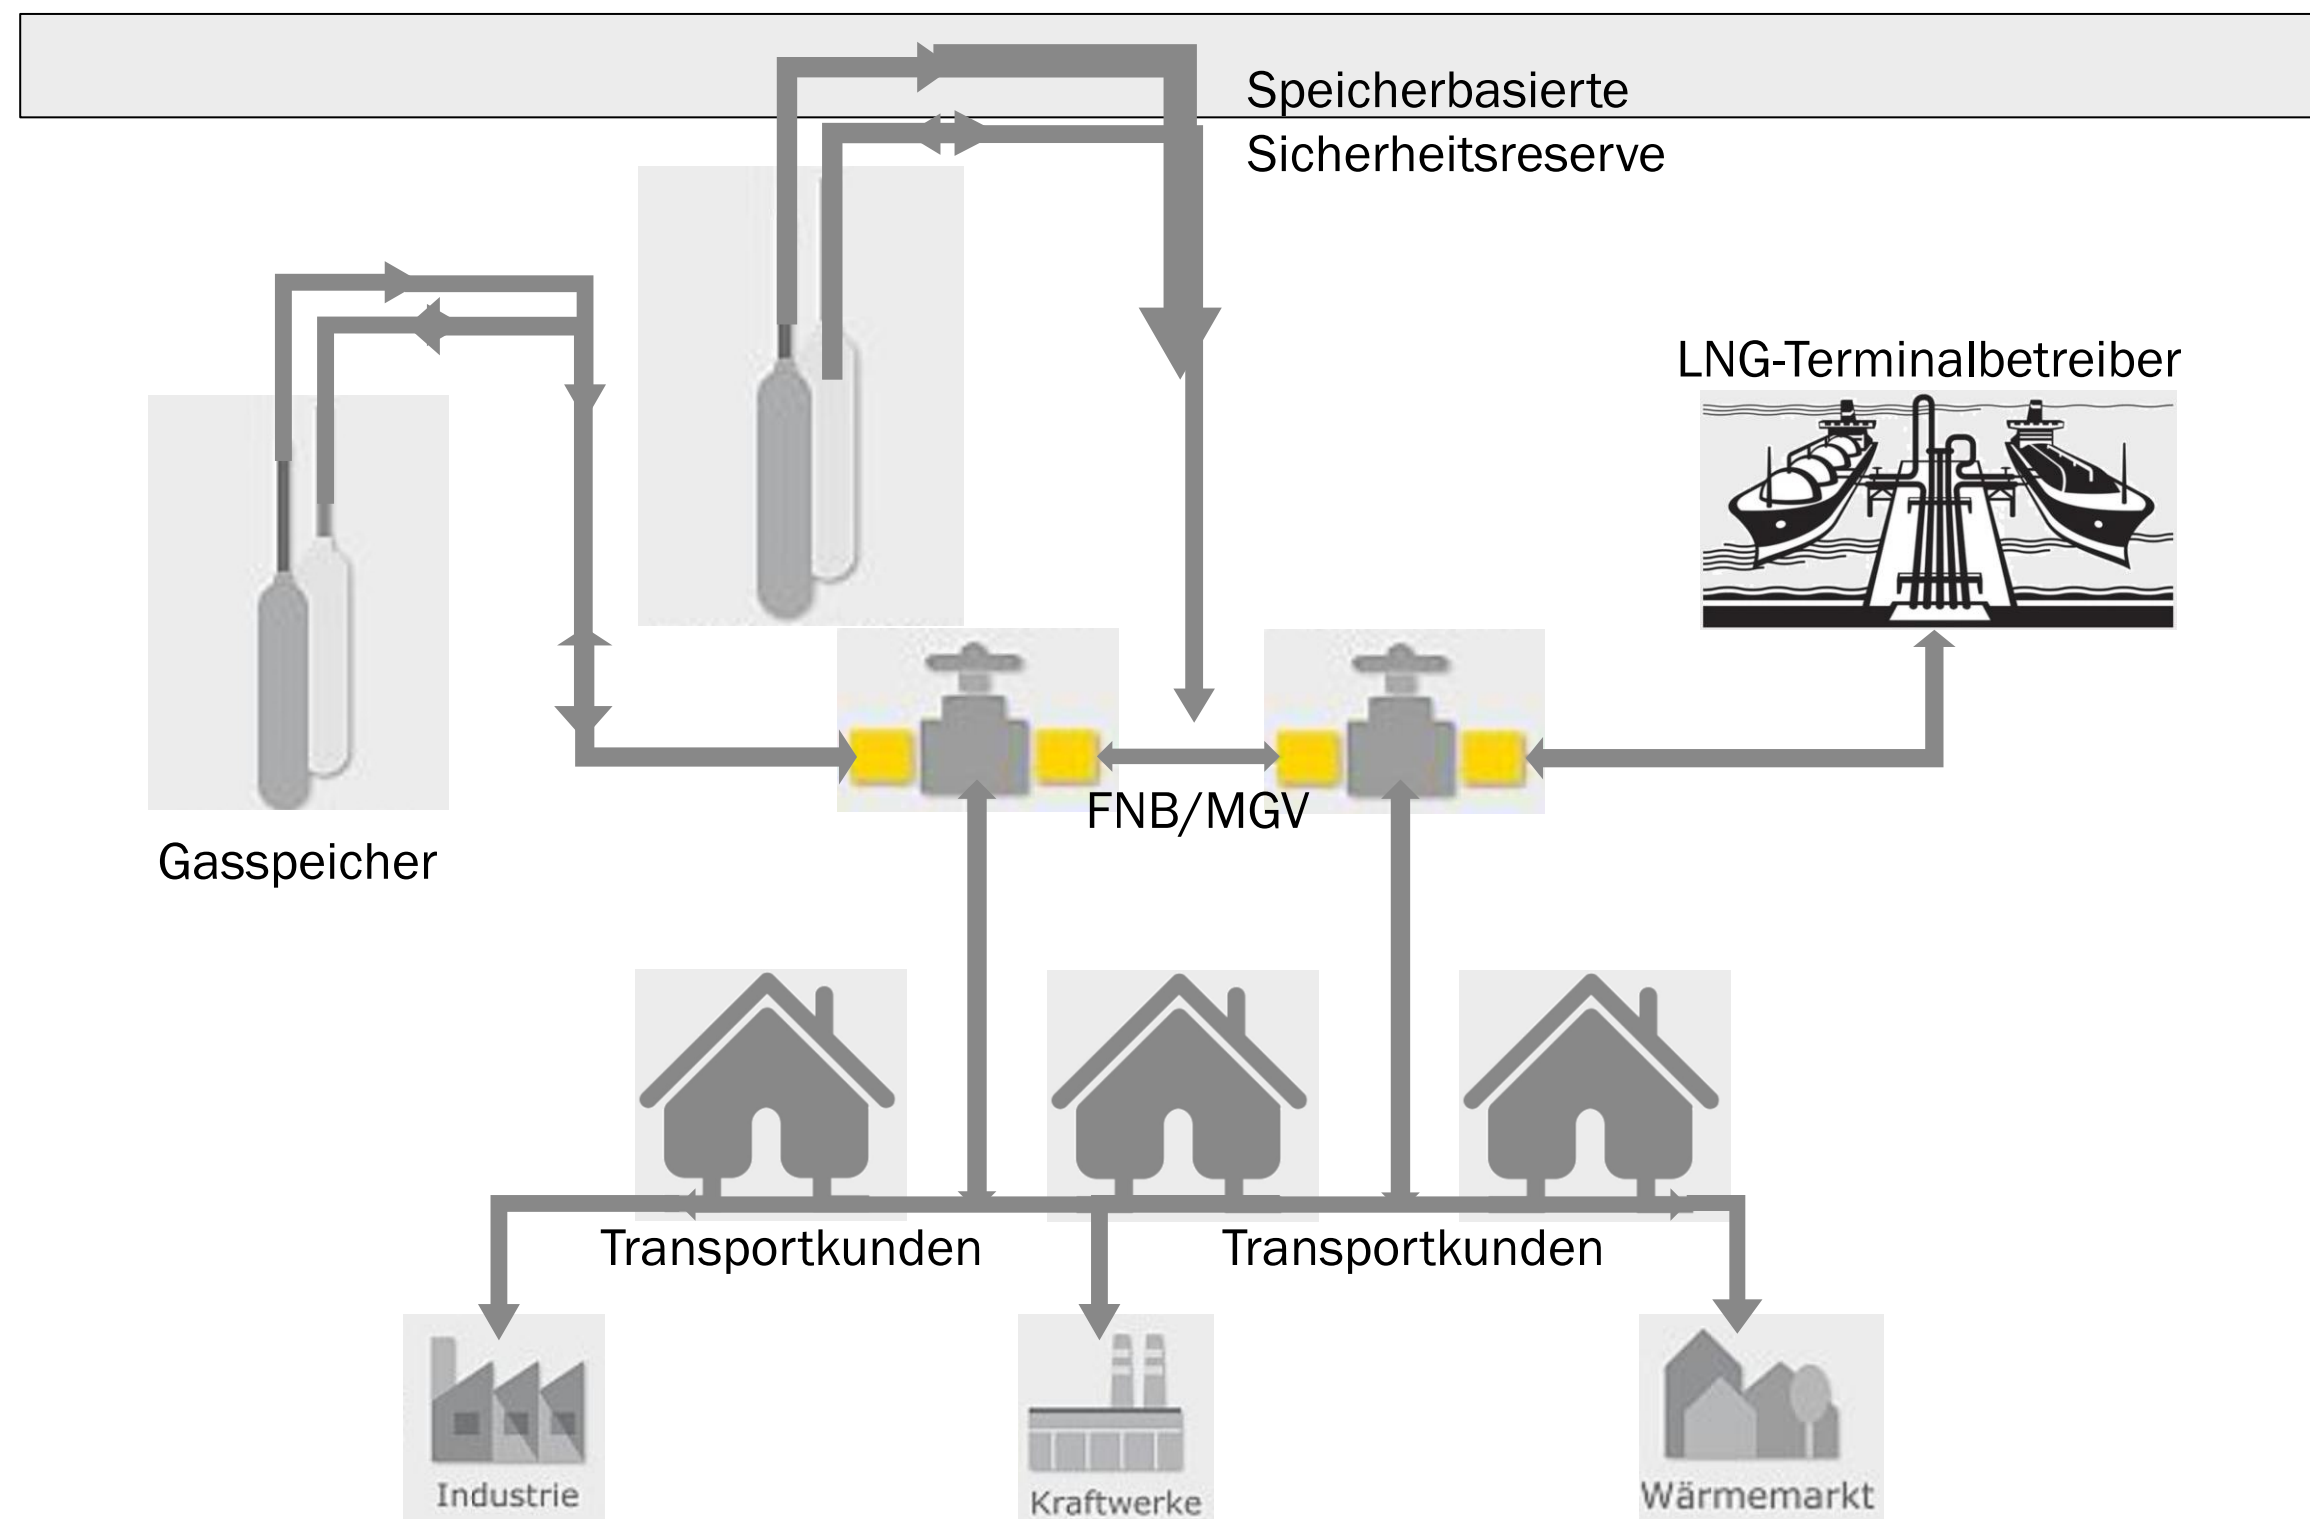 Speicherbasierte
Sicherheitsreserve
LNG-Terminalbetreiber
FNB/MGV
Gasspeicher
Transportkunden
Transportkunden
Industrie
Kraftwerke
Wärmemarkt